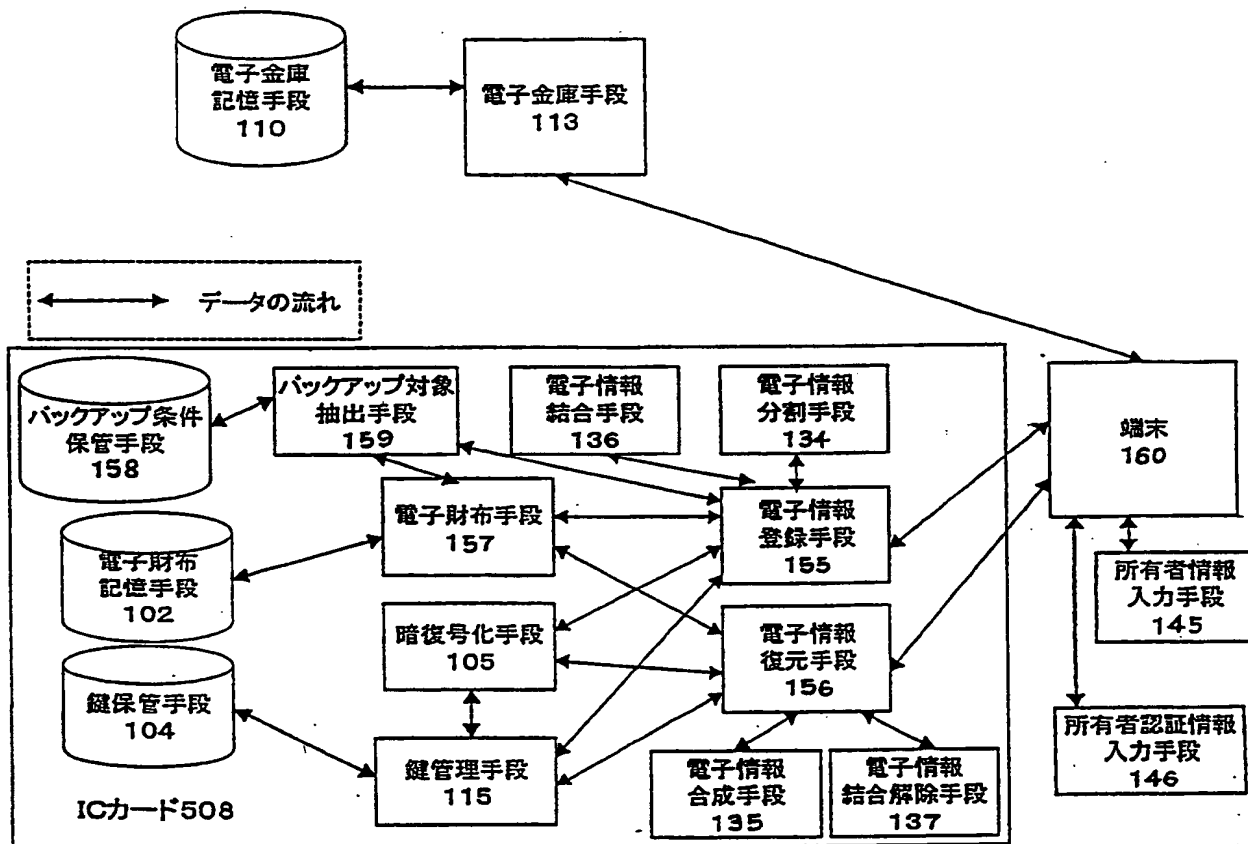 電子金庫
記憶手段
110
電子金庫手段
113
データの流れ
バックアップ条件
保管手段
158
バックアップ対象
抽出手段
159
電子情報
結合手段
136
電子情報
分割手段
134
端末
160
電子財布
記憶手段
102
電子財布手段
157
電子情報
登録手段
155
所有者情報
入力手段
145
暗復号化手段
105
電子情報
復元手段
156
鍵保管手段
104
所有者認証情報
入力手段
146
鍵管理手段
115
電子情報
合成手段
135
電子情報
結合解除手段
137
ICカード508